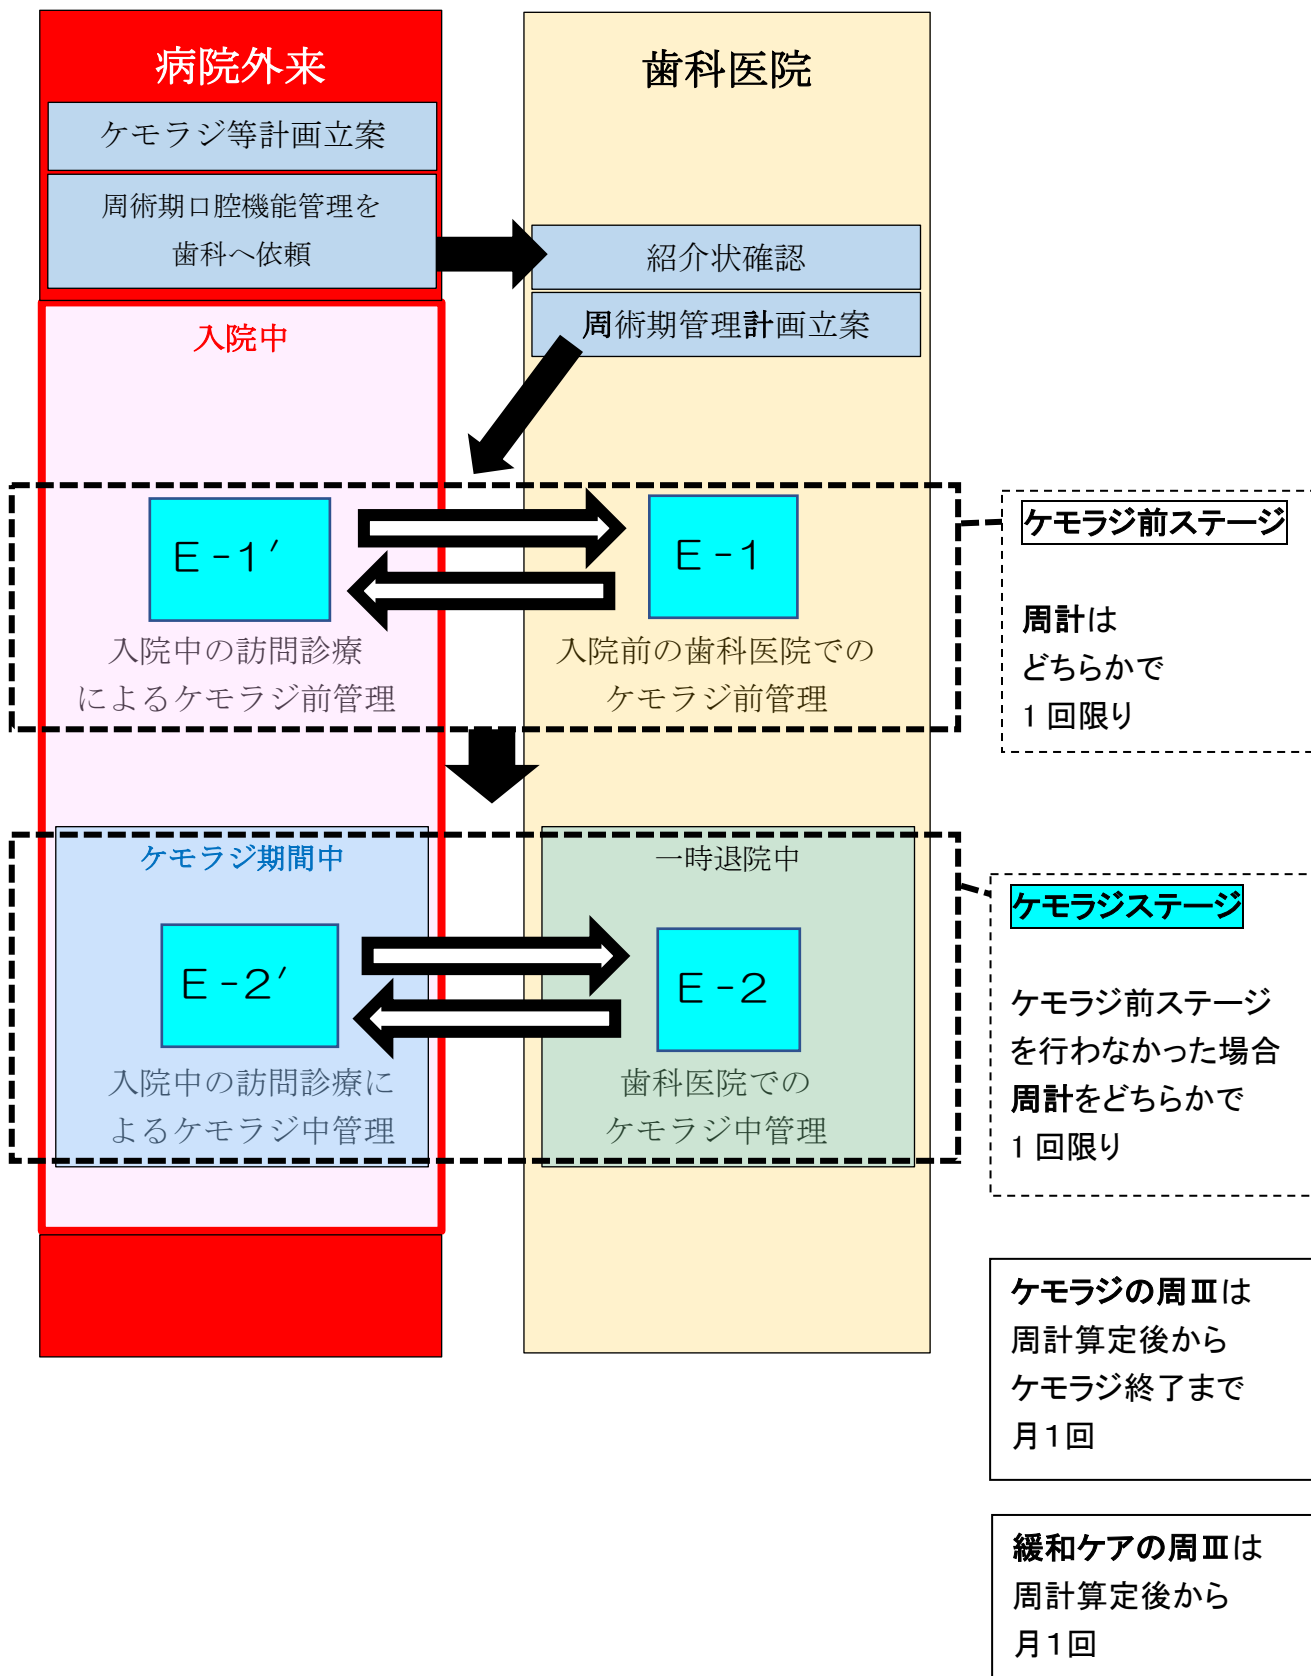 病院外来
ケモラジ等計画立案
周術期口腔機能管理を
歯科へ依頼
歯科医院
紹介状確認
周術期管理計画立案
入院中
E-1′
入院中の訪問診療
によるケモラジ前管理
E-1
入院前の歯科医院での
ケモラジ前管理
ケモラジ前ステージ
周計は
どちらかで
1回限り
ケモラジ期間中
E-2′
入院中の訪問診療に
よるケモラジ中管理
一時退院中
E-2
歯科医院での
ケモラジ中管理
ケモラジステージ
ケモラジ前ステージ
を行わなかった場合
周計をどちらかで
1回限り
ケモラジの周Ⅲは
周計算定後から
ケモラジ終了まで
月1回
緩和ケアの周Ⅲは
周計算定後から
月1回